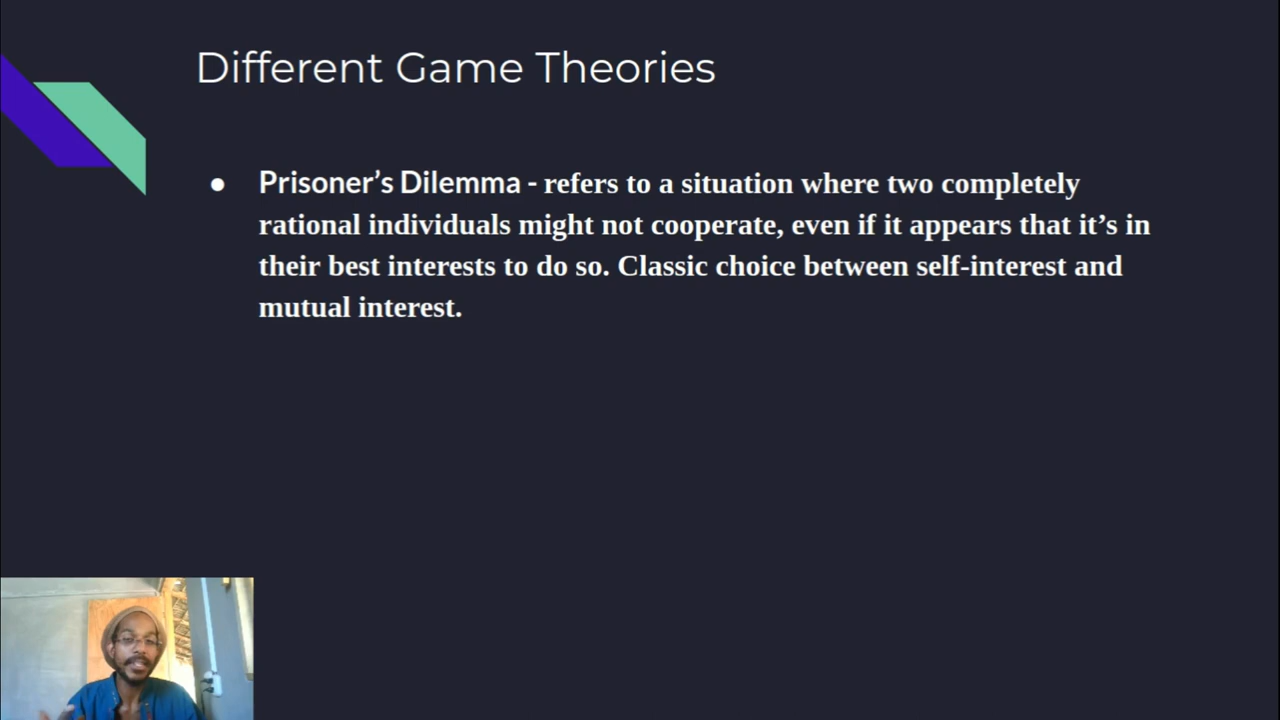 Different Game Theories
● Prisoner’s Dilemma - refers to a situation where two completely
rational individuals might not cooperate, even if it appears that it’s in
their best interests to do so. Classic choice between self-interest and
mutual interest.